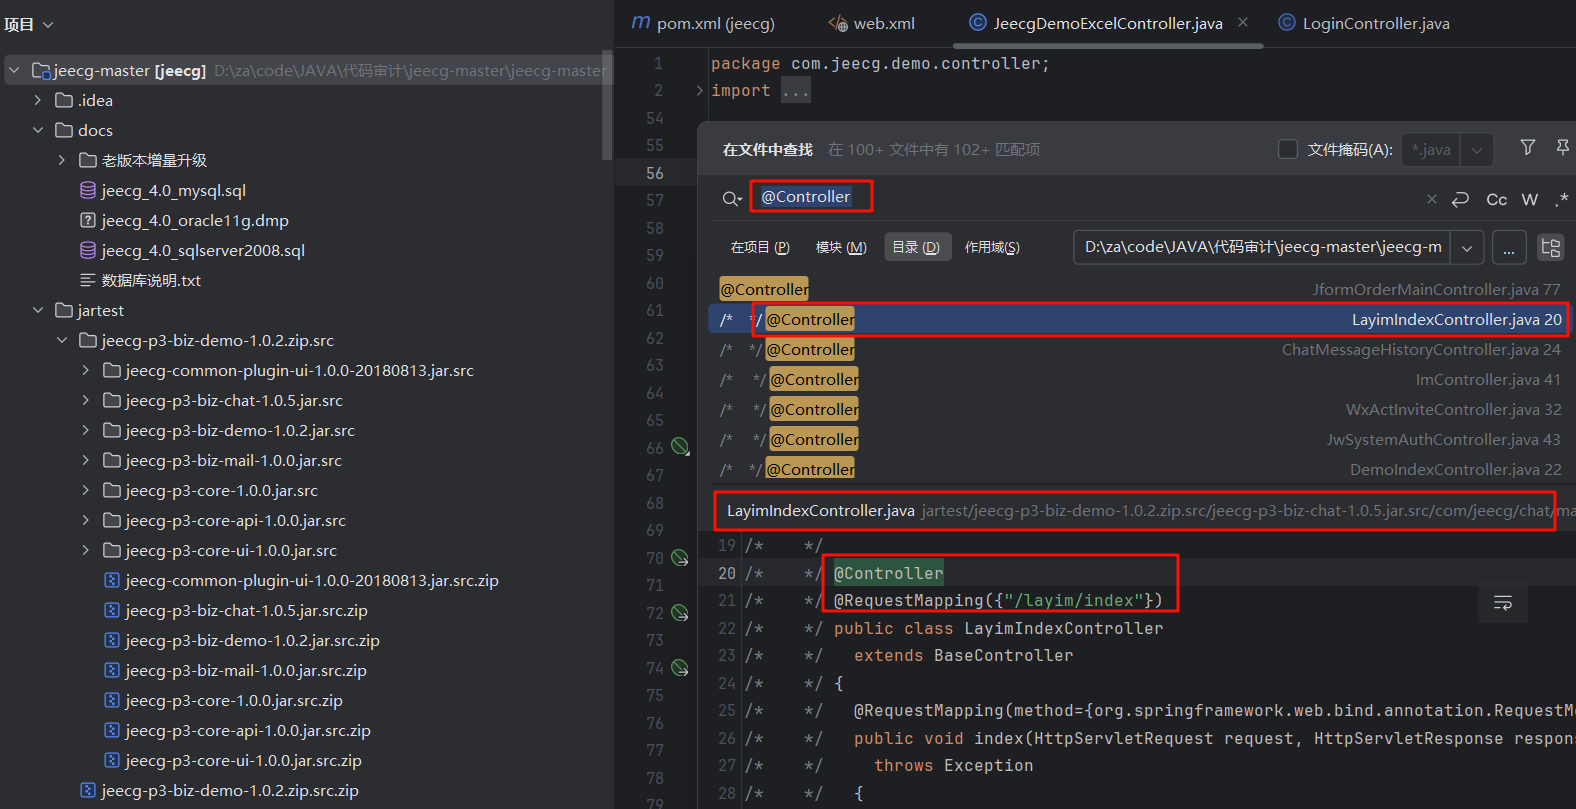 项目
jeecg-master [jeecg] D:\za\code\JAVA\代码审计\jeecg-master\jeecg-master
.idea
docs
老版本增量升级
jeecg_4.0_mysql.sql
jeecg_4.0_oracle11g.dmp
jeecg_4.0_sqlserver2008.sql
数据库说明.txt
jartest
jeecg-p3-biz-demo-1.0.2.zip.src
jeecg-common-plugin-ui-1.0.0-20180813.jar.src
jeecg-p3-biz-chat-1.0.5.jar.src
jeecg-p3-biz-demo-1.0.2.jar.src
jeecg-p3-biz-mail-1.0.0.jar.src
jeecg-p3-core-1.0.0.jar.src
jeecg-p3-core-api-1.0.0.jar.src
jeecg-p3-core-ui-1.0.0.jar.src
jeecg-common-plugin-ui-1.0.0-20180813.jar.src.zip
jeecg-p3-biz-chat-1.0.5.jar.src.zip
jeecg-p3-biz-demo-1.0.2.jar.src.zip
jeecg-p3-biz-mail-1.0.0.jar.src.zip
jeecg-p3-core-1.0.0.jar.src.zip
jeecg-p3-core-api-1.0.0.jar.src.zip
jeecg-p3-core-ui-1.0.0.jar.src.zip
jeecg-p3-biz-demo-1.0.2.zip.src.zip
m pom.xml (jeecg) web.xml © JeecgDemoExcelController.java × © LoginController.java
1 package com.jeecg.demo.controller;
2 import ...
54
55
56
57
58
59
60
61
62
63
64
65
66
67
68
69
70
71
72
73
74
75
76
77
78
79
在文件中查找 在 100+ 文件中有 102+ 匹配项 文件掩码(A): *.java
@Controller × Cc W .*
在项目 (P) 模块 (M) 目录 (D) 作用域(S) D:\za\code\JAVA\代码审计\jeecg-master\jeecg-m ...
@Controller JformOrderMainController.java 77
/* */ @Controller LayimIndexController.java 20
/* */ @Controller ChatMessageHistoryController.java 24
/* */ @Controller ImController.java 41
/* */ @Controller WxActInviteController.java 32
/* */ @Controller JwSystemAuthController.java 43
/* */ @Controller DemoIndexController.java 22
LayimIndexController.java jartest/jeecg-p3-biz-demo-1.0.2.zip.src/jeecg-p3-biz-chat-1.0.5.jar.src/com/jeecg/chat/ma
19 /* */
20 /* */ @Controller
21 /* */ @RequestMapping({"/layim/index"})
22 /* */ public class LayimIndexController
23 /* */ extends BaseController
24 /* */ {
25 /* */ @RequestMapping(method={org.springframework.web.bind.annotation.RequestM
26 /* */ public void index(HttpServletRequest request, HttpServletResponse respon
27 /* */ throws Exception
28 /* */ {